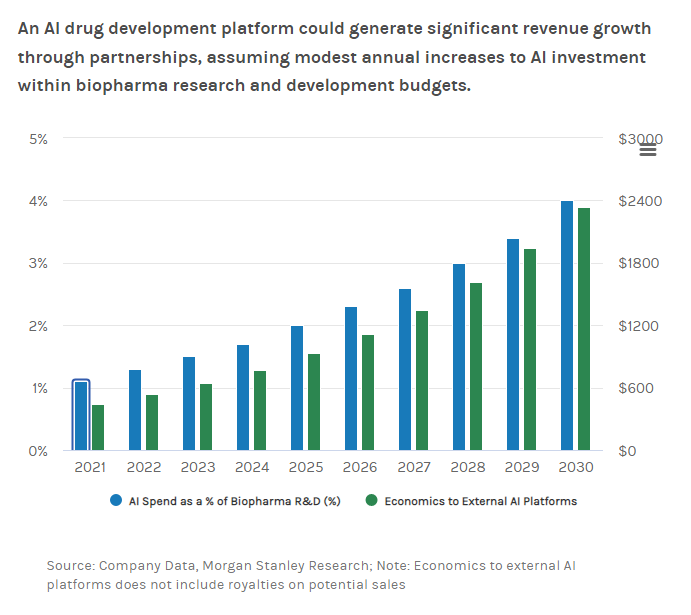 An AI drug development platform could generate significant revenue growth
through partnerships, assuming modest annual increases to AI investment
within biopharma research and development budgets.
5% $3000
4% $2400
3% $1800
2% $1200
1% $600
0% $0
2021 2022 2023 2024 2025 2026 2027 2028 2029 2030
AI Spend as a % of Biopharma R&D (%) Economics to External AI Platforms
Source: Company Data, Morgan Stanley Research; Note: Economics to external AI
platforms does not include royalties on potential sales